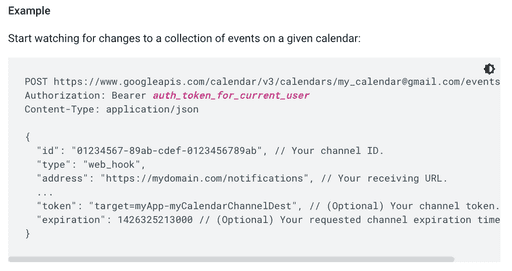 Example
Start watching for changes to a collection of events on a given calendar:
POST https://www.googleapis.com/calendar/v3/calendars/my_calendar@gmail.com/events
Authorization: Bearer auth_token_for_current_user
Content-Type: application/json
{
"id": "01234567-89ab-cdef-0123456789ab", // Your channel ID.
"type": "web_hook",
"address": "https://mydomain.com/notifications", // Your receiving URL.
...
"token": "target=myApp-myCalendarChannelDest", // (Optional) Your channel token.
"expiration": 1426325213000 // (Optional) Your requested channel expiration time
}